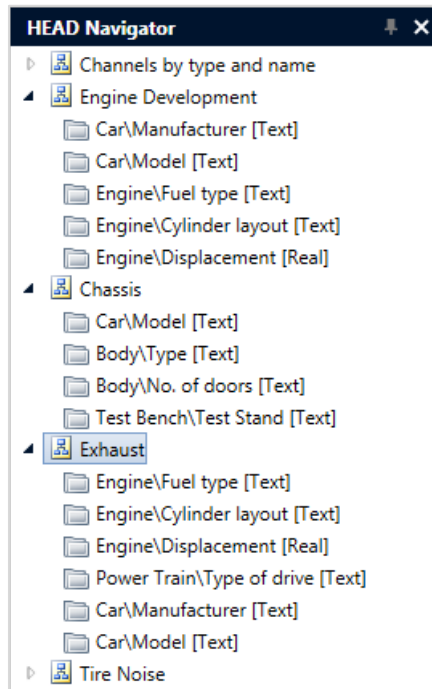 HEAD Navigator
Channels by type and name
Engine Development
Car\Manufacturer [Text]
Car\Model [Text]
Engine\Fuel type [Text]
Engine\Cylinder layout [Text]
Engine\Displacement [Real]
Chassis
Car\Model [Text]
Body\Type [Text]
Body\No. of doors [Text]
Test Bench\Test Stand [Text]
Exhaust
Engine\Fuel type [Text]
Engine\Cylinder layout [Text]
Engine\Displacement [Real]
Power Train\Type of drive [Text]
Car\Manufacturer [Text]
Car\Model [Text]
Tire Noise